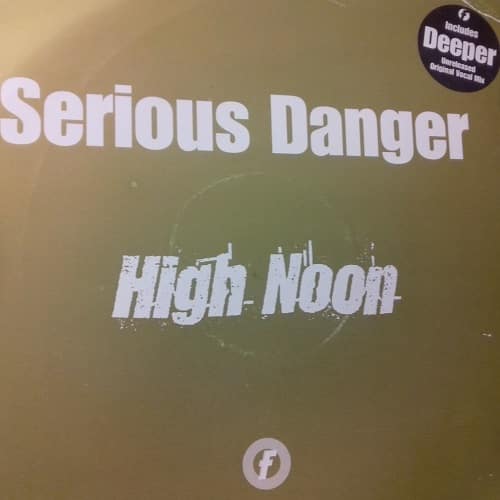 f
Includes
Deeper
Unreleased
Original Vocal Mix
Serious Danger
High Noon
f